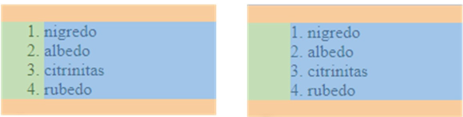 1. nigredo
2. albedo
3. citrinitas
4. rubedo
1. nigredo
2. albedo
3. citrinitas
4. rubedo